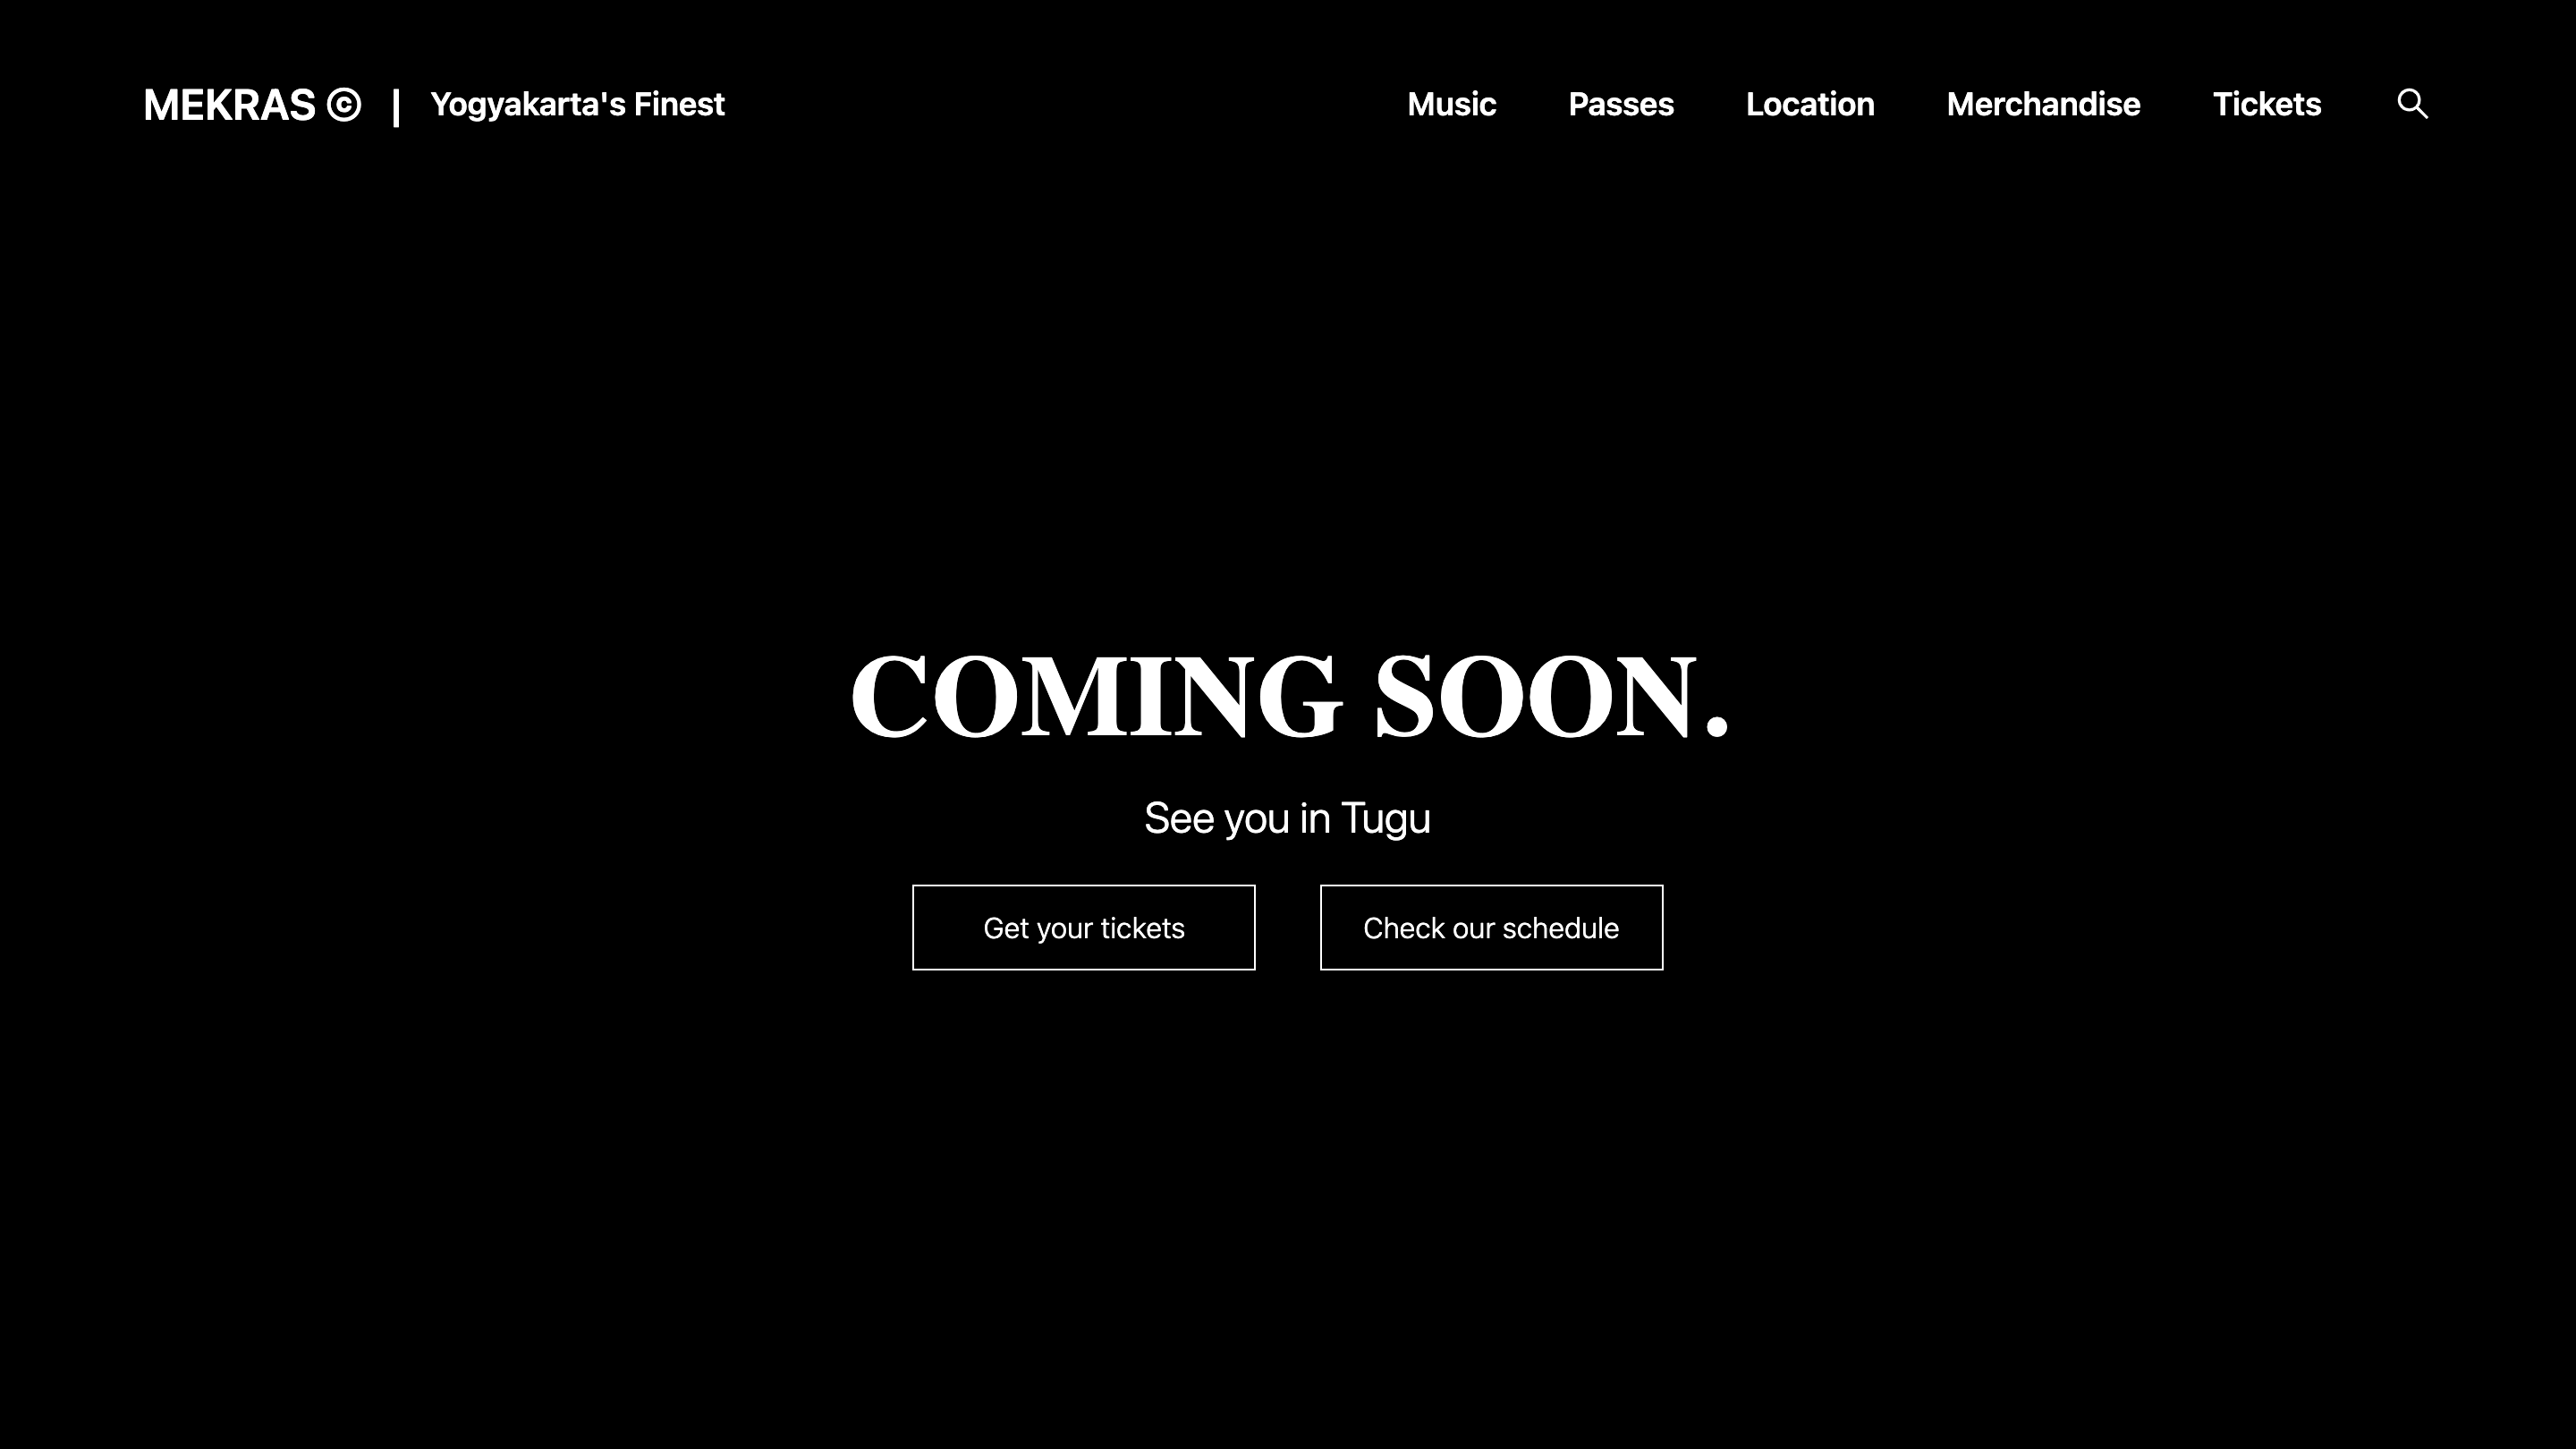 MEKRAS © | Yogyakarta's Finest Music Passes Location Merchandise Tickets
COMING SOON.
See you in Tugu
Get your tickets Check our schedule